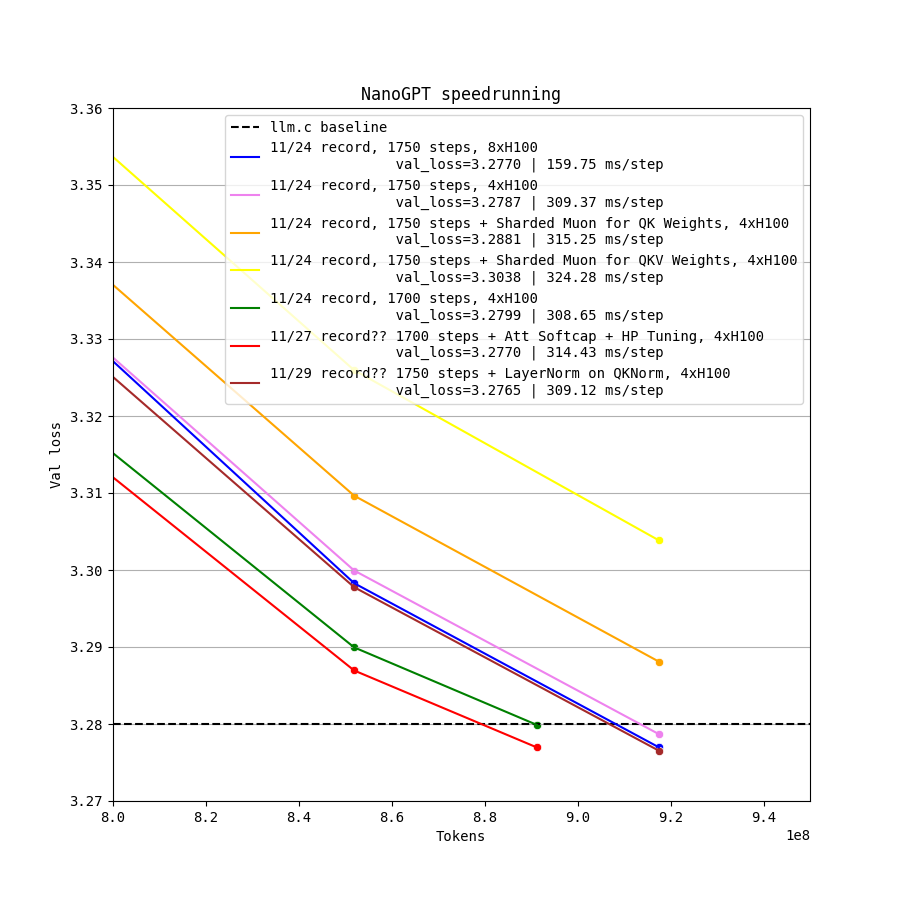 NanoGPT speedrunning
3.36
3.35
3.34
3.33
3.32
3.31
3.30
3.29
3.28
3.27
Val loss
llm.c baseline
11/24 record, 1750 steps, 8xH100
val_loss=3.2770 | 159.75 ms/step
11/24 record, 1750 steps, 4xH100
val_loss=3.2787 | 309.37 ms/step
11/24 record, 1750 steps + Sharded Muon for QK Weights, 4xH100
val_loss=3.2881 | 315.25 ms/step
11/24 record, 1750 steps + Sharded Muon for QKV Weights, 4xH100
val_loss=3.3038 | 324.28 ms/step
11/24 record, 1700 steps, 4xH100
val_loss=3.2799 | 308.65 ms/step
11/27 record?? 1700 steps + Att Softcap + HP Tuning, 4xH100
val_loss=3.2770 | 314.43 ms/step
11/29 record?? 1750 steps + LayerNorm on QKNorm, 4xH100
val_loss=3.2765 | 309.12 ms/step
8.0 8.2 8.4 8.6 8.8 9.0 9.2 9.4
Tokens
1e8